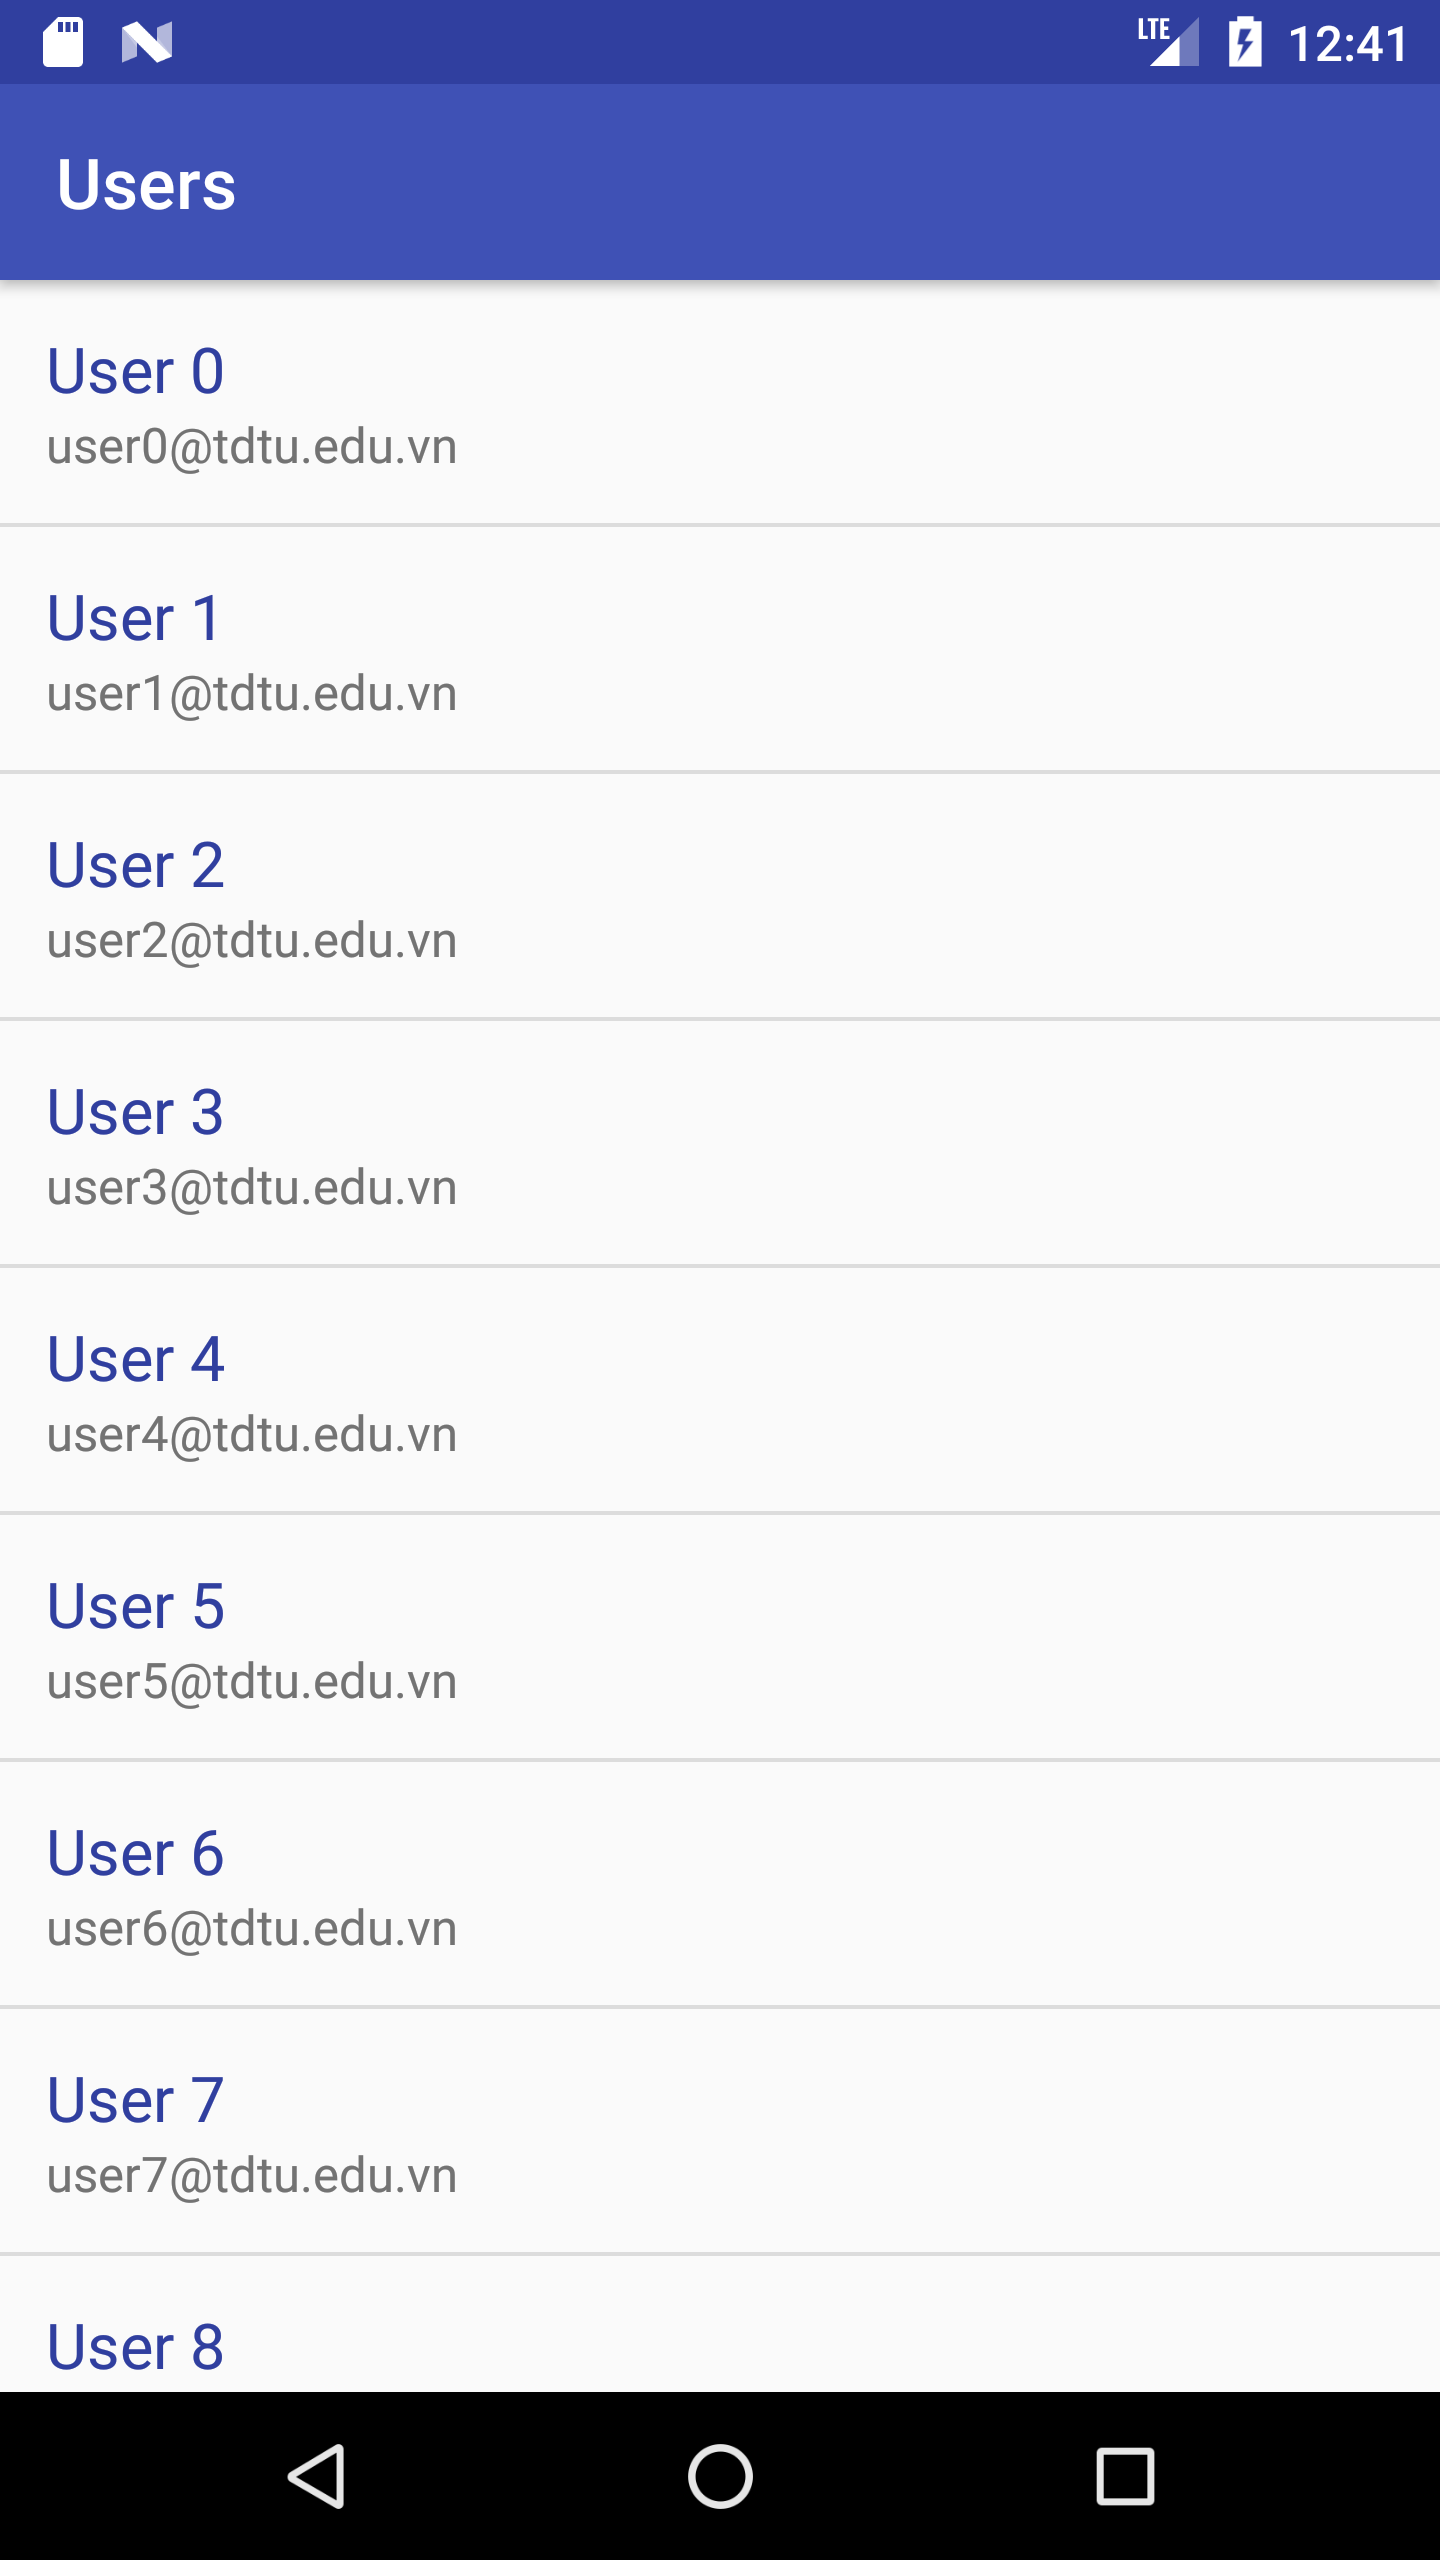 LTE 12:41
Users
User 0
user0@tdtu.edu.vn
User 1
user1@tdtu.edu.vn
User 2
user2@tdtu.edu.vn
User 3
user3@tdtu.edu.vn
User 4
user4@tdtu.edu.vn
User 5
user5@tdtu.edu.vn
User 6
user6@tdtu.edu.vn
User 7
user7@tdtu.edu.vn
User 8